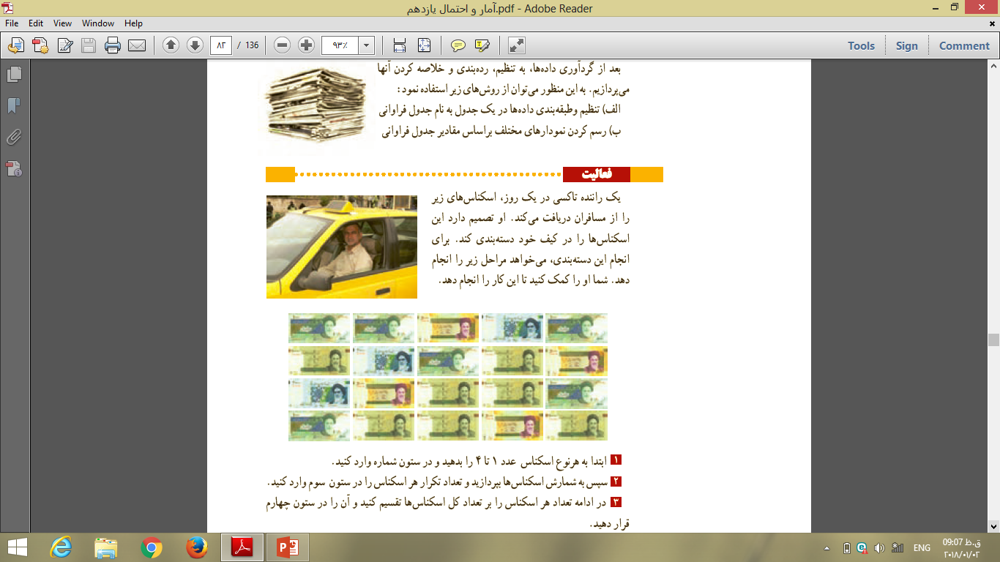 آمار و احتمال یازدهم.pdf - Adobe Reader
File Edit View Window Help
۸۲ / 136 ۹۳٪ Tools Sign Comment
بعد از گردآوری داده‌ها، به تنظیم، رده‌بندی و خلاصه کردن آنها
می‌پردازیم. به این منظور می‌توان از روش‌های زیر استفاده نمود:
الف) تنظیم وطبقه‌بندی داده‌ها در یک جدول به نام جدول فراوانی
ب) رسم کردن نمودارهای مختلف براساس مقادیر جدول فراوانی
فعالیت
یک راننده تاکسی در یک روز، اسکناس‌های زیر
را از مسافران دریافت می‌کند. او تصمیم دارد این
اسکناس‌ها را در کیف خود دسته‌بندی کند. برای
انجام این دسته‌بندی، می‌خواهد مراحل زیر را انجام
دهد. شما او را کمک کنید تا این کار را انجام دهد.
۱ ابتدا به هرنوع اسکناس عدد ۱ تا ۴ را بدهید و در ستون شماره وارد کنید.
۲ سپس به شمارش اسکناس‌ها بپردازید و تعداد تکرار هر اسکناس را در ستون سوم وارد کنید.
۳ در ادامه تعداد هر اسکناس را بر تعداد کل اسکناس‌ها تقسیم کنید و آن را در ستون چهارم
قرار دهید.
ENG
09:07 ق.ظ
۲۰۱۸/۰۱/۰۲